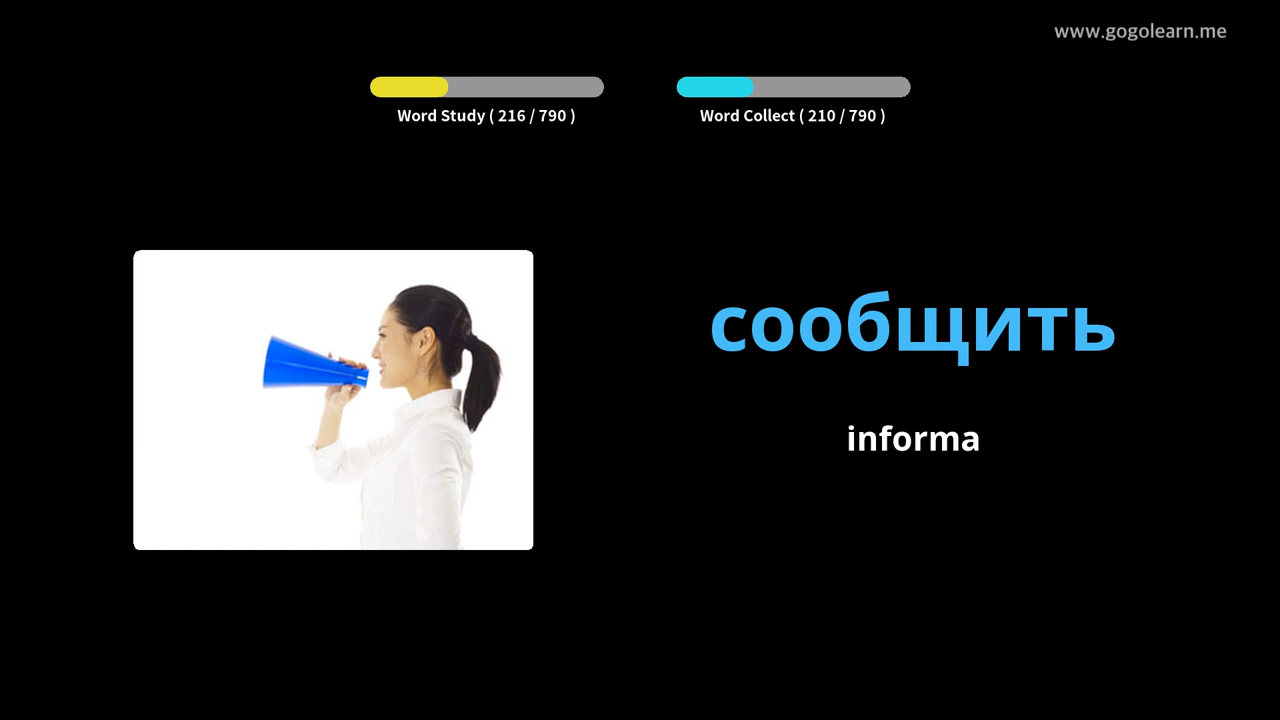 www.gogolearn.me
Word Study ( 216 / 790 )
Word Collect ( 210 / 790 )
сообщить
informa